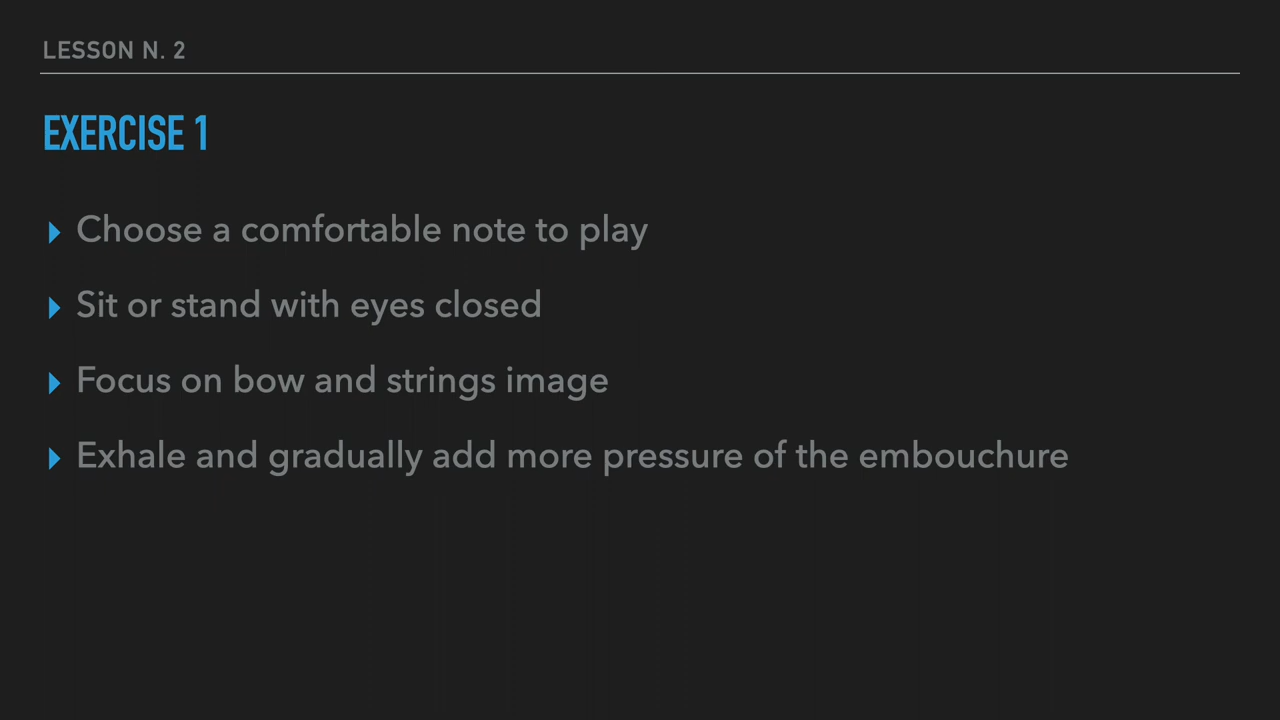 LESSON N. 2
EXERCISE 1
Choose a comfortable note to play
Sit or stand with eyes closed
Focus on bow and strings image
Exhale and gradually add more pressure of the embouchure